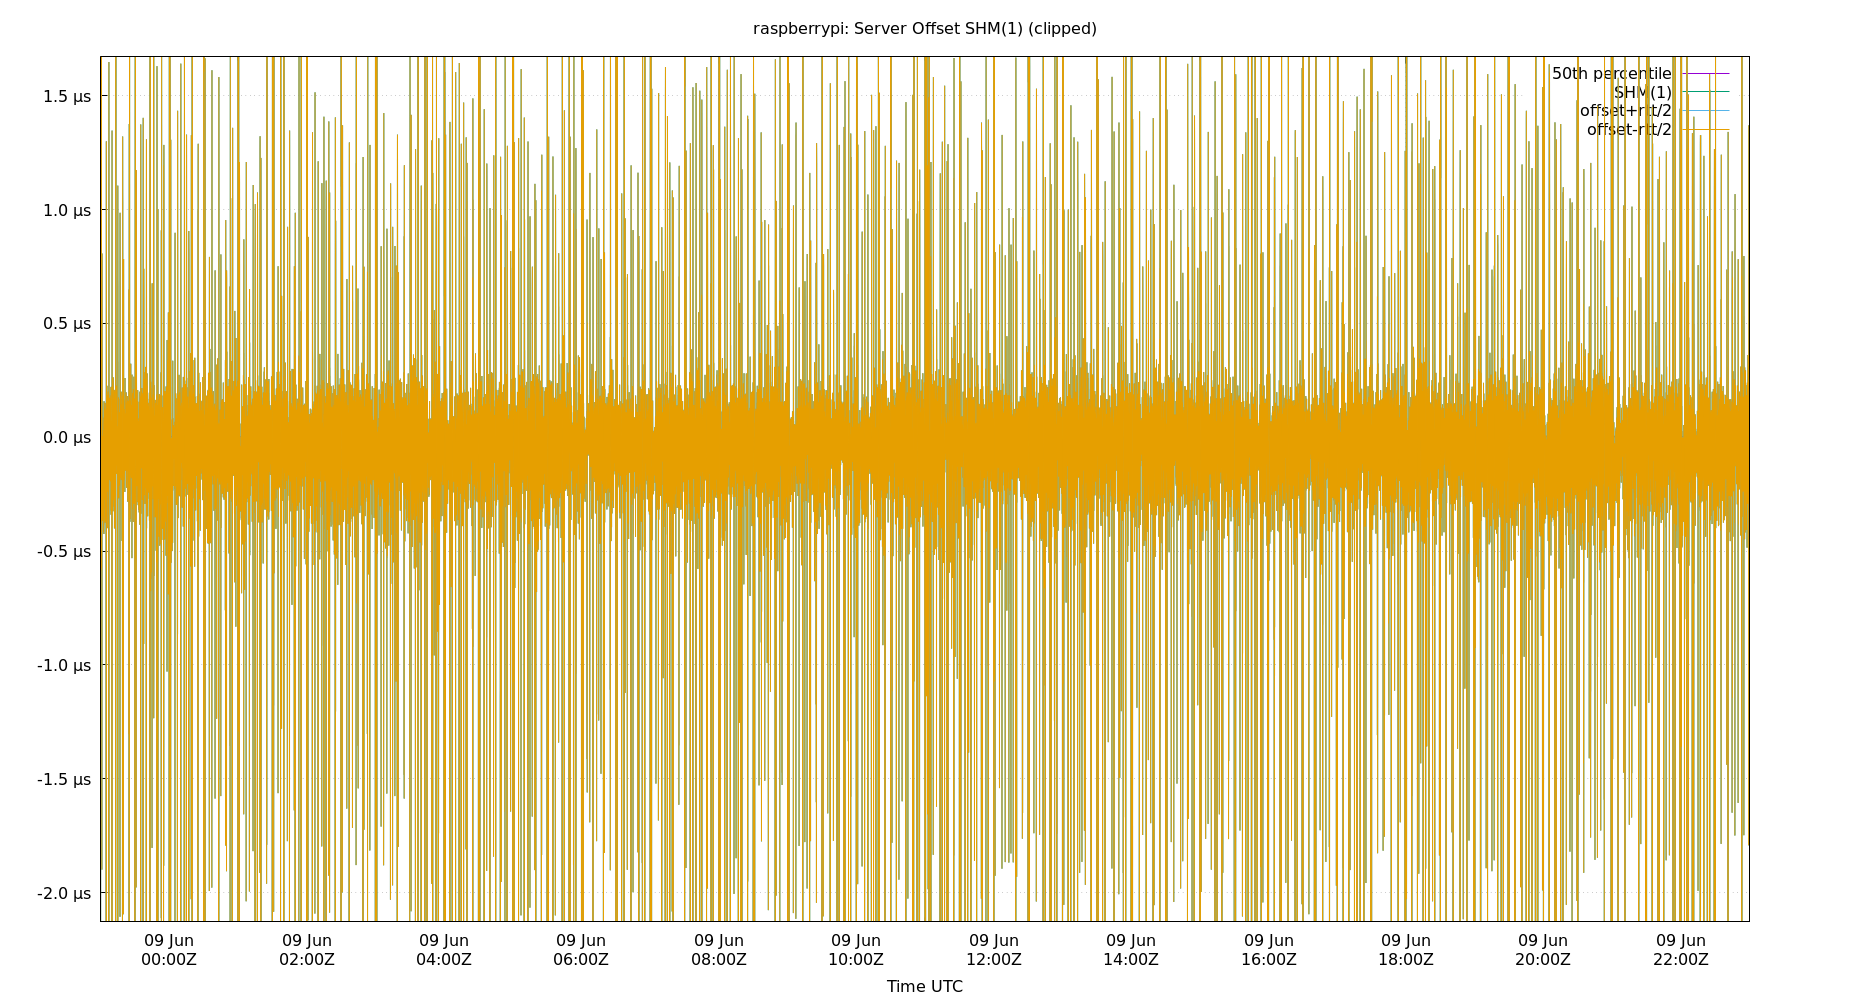 raspberrypi: Server Offset SHM(1) (clipped)
50th percentile
SHM(1)
offset+rtt/2
offset-rtt/2
1.5 µs
1.0 µs
0.5 µs
0.0 µs
-0.5 µs
-1.0 µs
-1.5 µs
-2.0 µs
09 Jun 09 Jun 09 Jun 09 Jun 09 Jun 09 Jun 09 Jun 09 Jun 09 Jun 09 Jun 09 Jun 09 Jun
00:00Z 02:00Z 04:00Z 06:00Z 08:00Z 10:00Z 12:00Z 14:00Z 16:00Z 18:00Z 20:00Z 22:00Z
Time UTC